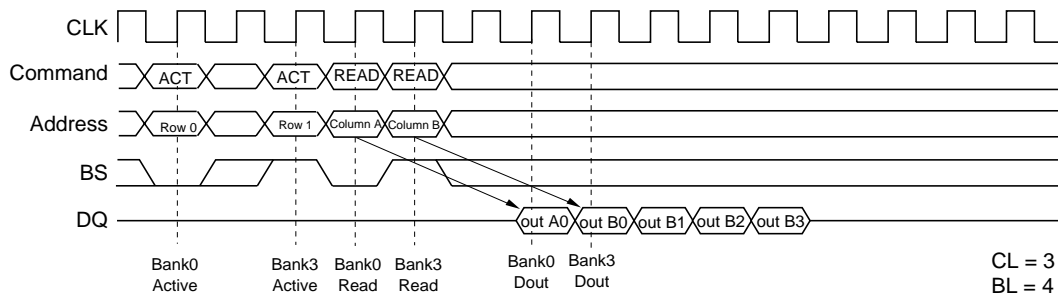 CLK
Command ACT ACT READ READ
Address Row 0 Row 1 Column A Column B
BS
DQ out A0 out B0 out B1 out B2 out B3
Bank0 Bank3 Bank0 Bank3 Bank0 Bank3
Active Active Read Read Dout Dout
CL = 3
BL = 4